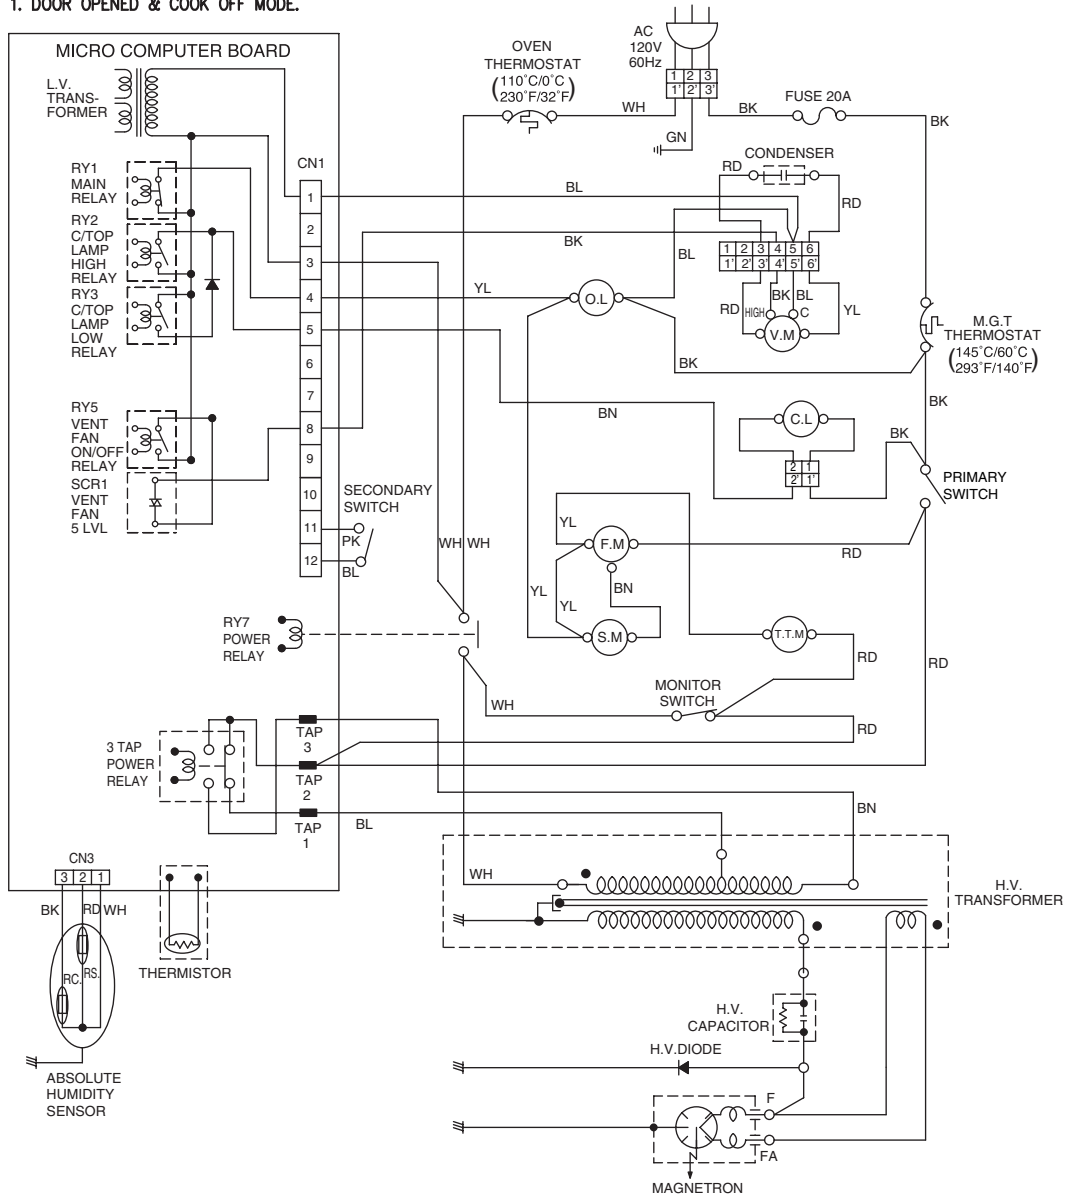 1. DOOR OPENED & COOK OFF MODE.
MICRO COMPUTER BOARD
L.V.
TRANS-
FORMER
RY1
MAIN
RELAY
RY2
C/TOP
LAMP
HIGH
RELAY
RY3
C/TOP
LAMP
LOW
RELAY
RY5
VENT
FAN
ON/OFF
RELAY
SCR1
VENT
FAN
5 LVL
CN1
1
2
3
4
5
6
7
8
9
10
11
12
SECONDARY
SWITCH
PK
BL
OVEN
THERMOSTAT
(110˚C/0˚C
230˚F/32˚F)
AC
120V
60Hz
1 2 3
1' 2' 3'
WH
GN
BK
FUSE 20A
BK
CONDENSER
RD
RD
BL
BK
BL
1 2 3 4 5 6
1' 2' 3' 4' 5' 6'
RD
HIGH
BK
BL
C
YL
V.M
YL
O.L
BK
M.G.T
THERMOSTAT
(145˚C/60˚C
293˚F/140˚F)
BK
BN
C.L
BK
2 1
2' 1'
PRIMARY
SWITCH
YL
F.M
RD
WH
WH
YL
YL
BN
S.M
T.T.M
RD
RD
RY7
POWER
RELAY
MONITOR
SWITCH
WH
RD
3 TAP
POWER
RELAY
TAP
3
TAP
2
TAP
1
BL
BN
WH
H.V.
TRANSFORMER
CN3
3 2 1
BK
RD
WH
RC.
RS.
THERMISTOR
ABSOLUTE
HUMIDITY
SENSOR
H.V.
CAPACITOR
H.V.DIODE
F
FA
MAGNETRON